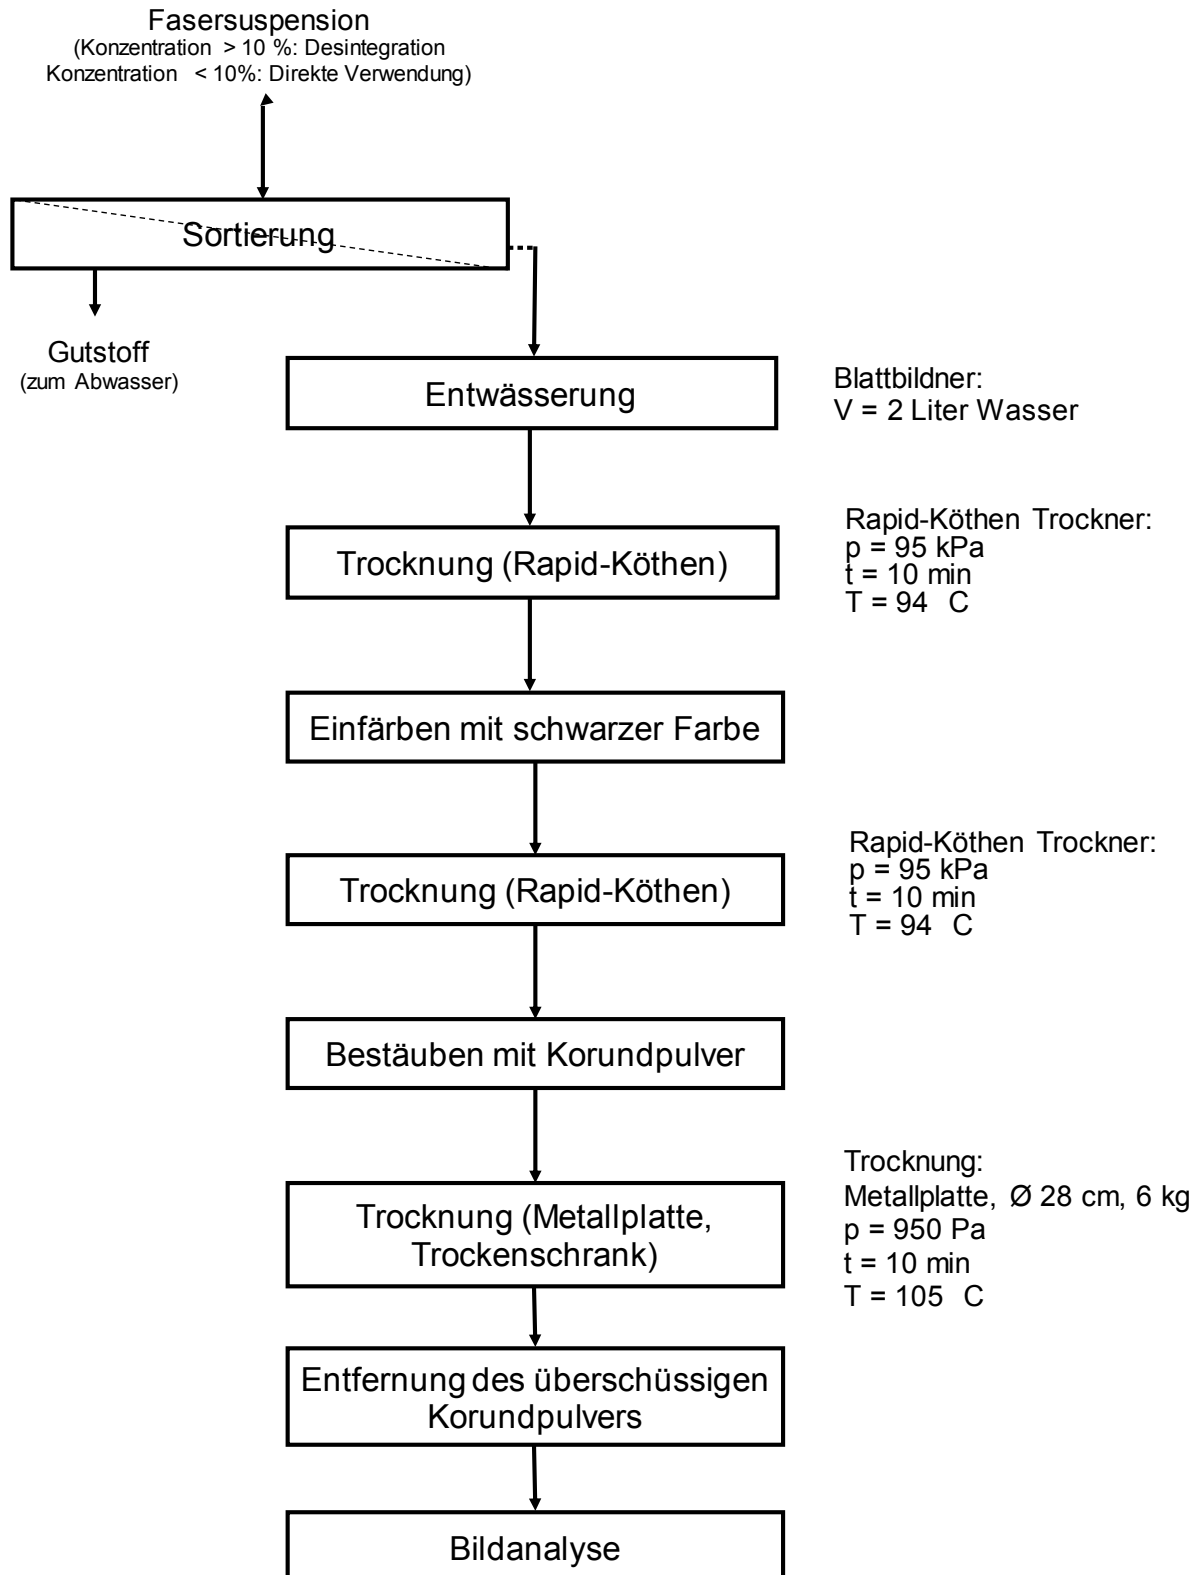 Fasersuspension
(Konzentration > 10 %: Desintegration
Konzentration < 10%: Direkte Verwendung)
Sortierung
Gutstoff
(zum Abwasser)
Entwässerung
Blattbildner:
V = 2 Liter Wasser
Trocknung (Rapid-Köthen)
Rapid-Köthen Trockner:
p = 95 kPa
t = 10 min
T = 94 C
Einfärben mit schwarzer Farbe
Trocknung (Rapid-Köthen)
Rapid-Köthen Trockner:
p = 95 kPa
t = 10 min
T = 94 C
Bestäuben mit Korundpulver
Trocknung (Metallplatte,
Trockenschrank)
Trocknung:
Metallplatte, Ø 28 cm, 6 kg
p = 950 Pa
t = 10 min
T = 105 C
Entfernung des überschüssigen
Korundpulvers
Bildanalyse